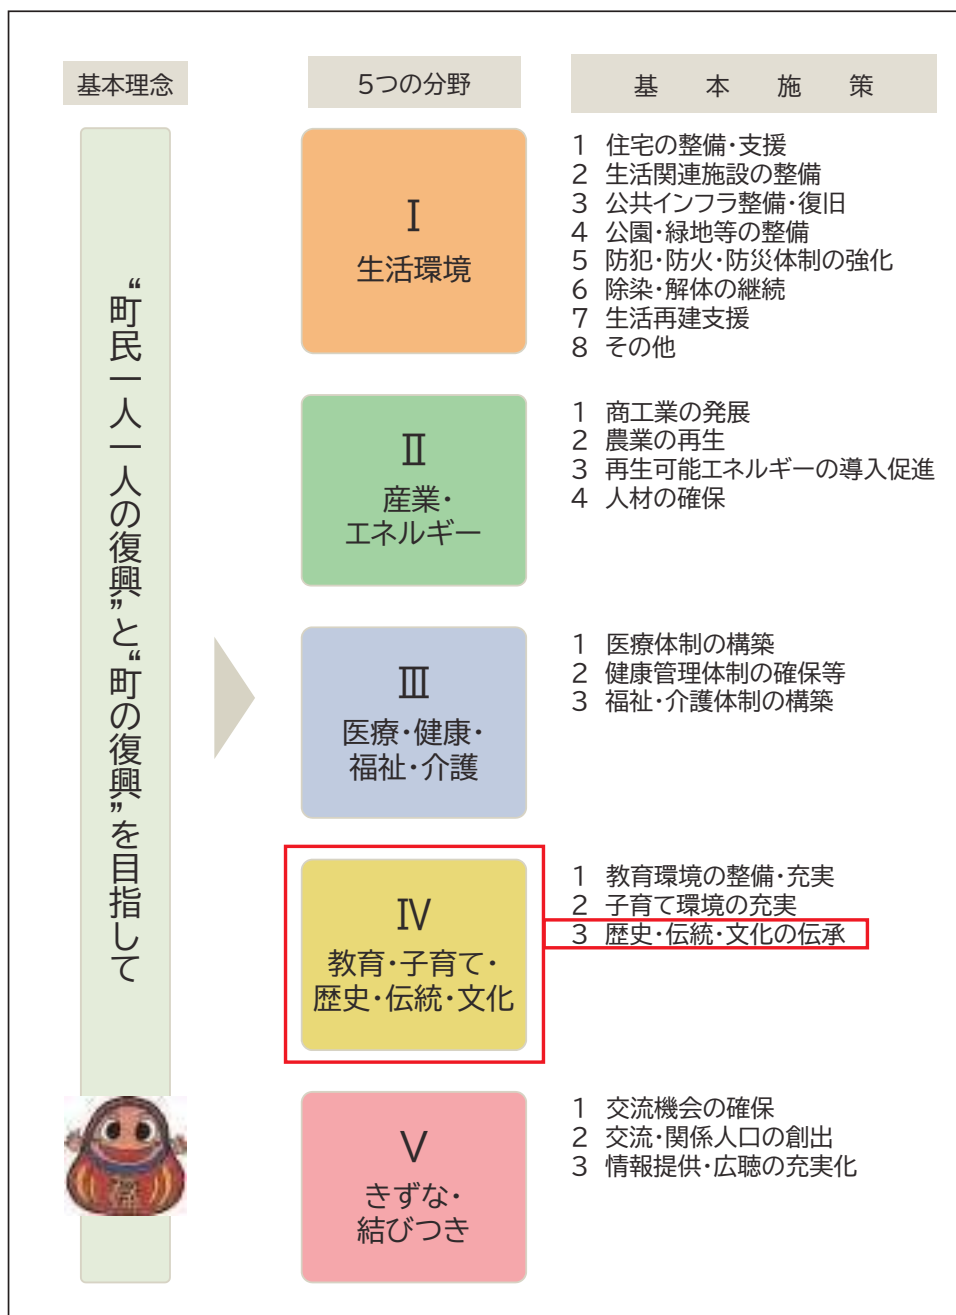 基本理念
5つの分野
基本施策
“町民一人一人の復興”と“町の復興”を目指して
Ⅰ
生活環境
1 住宅の整備・支援
2 生活関連施設の整備
3 公共インフラ整備・復旧
4 公園・緑地等の整備
5 防犯・防火・防災体制の強化
6 除染・解体の継続
7 生活再建支援
8 その他
Ⅱ
産業・
エネルギー
1 商工業の発展
2 農業の再生
3 再生可能エネルギーの導入促進
4 人材の確保
Ⅲ
医療・健康・
福祉・介護
1 医療体制の構築
2 健康管理体制の確保等
3 福祉・介護体制の構築
Ⅳ
教育・子育て・
歴史・伝統・文化
1 教育環境の整備・充実
2 子育て環境の充実
3 歴史・伝統・文化の伝承
Ⅴ
きずな・
結びつき
1 交流機会の確保
2 交流・関係人口の創出
3 情報提供・広聴の充実化